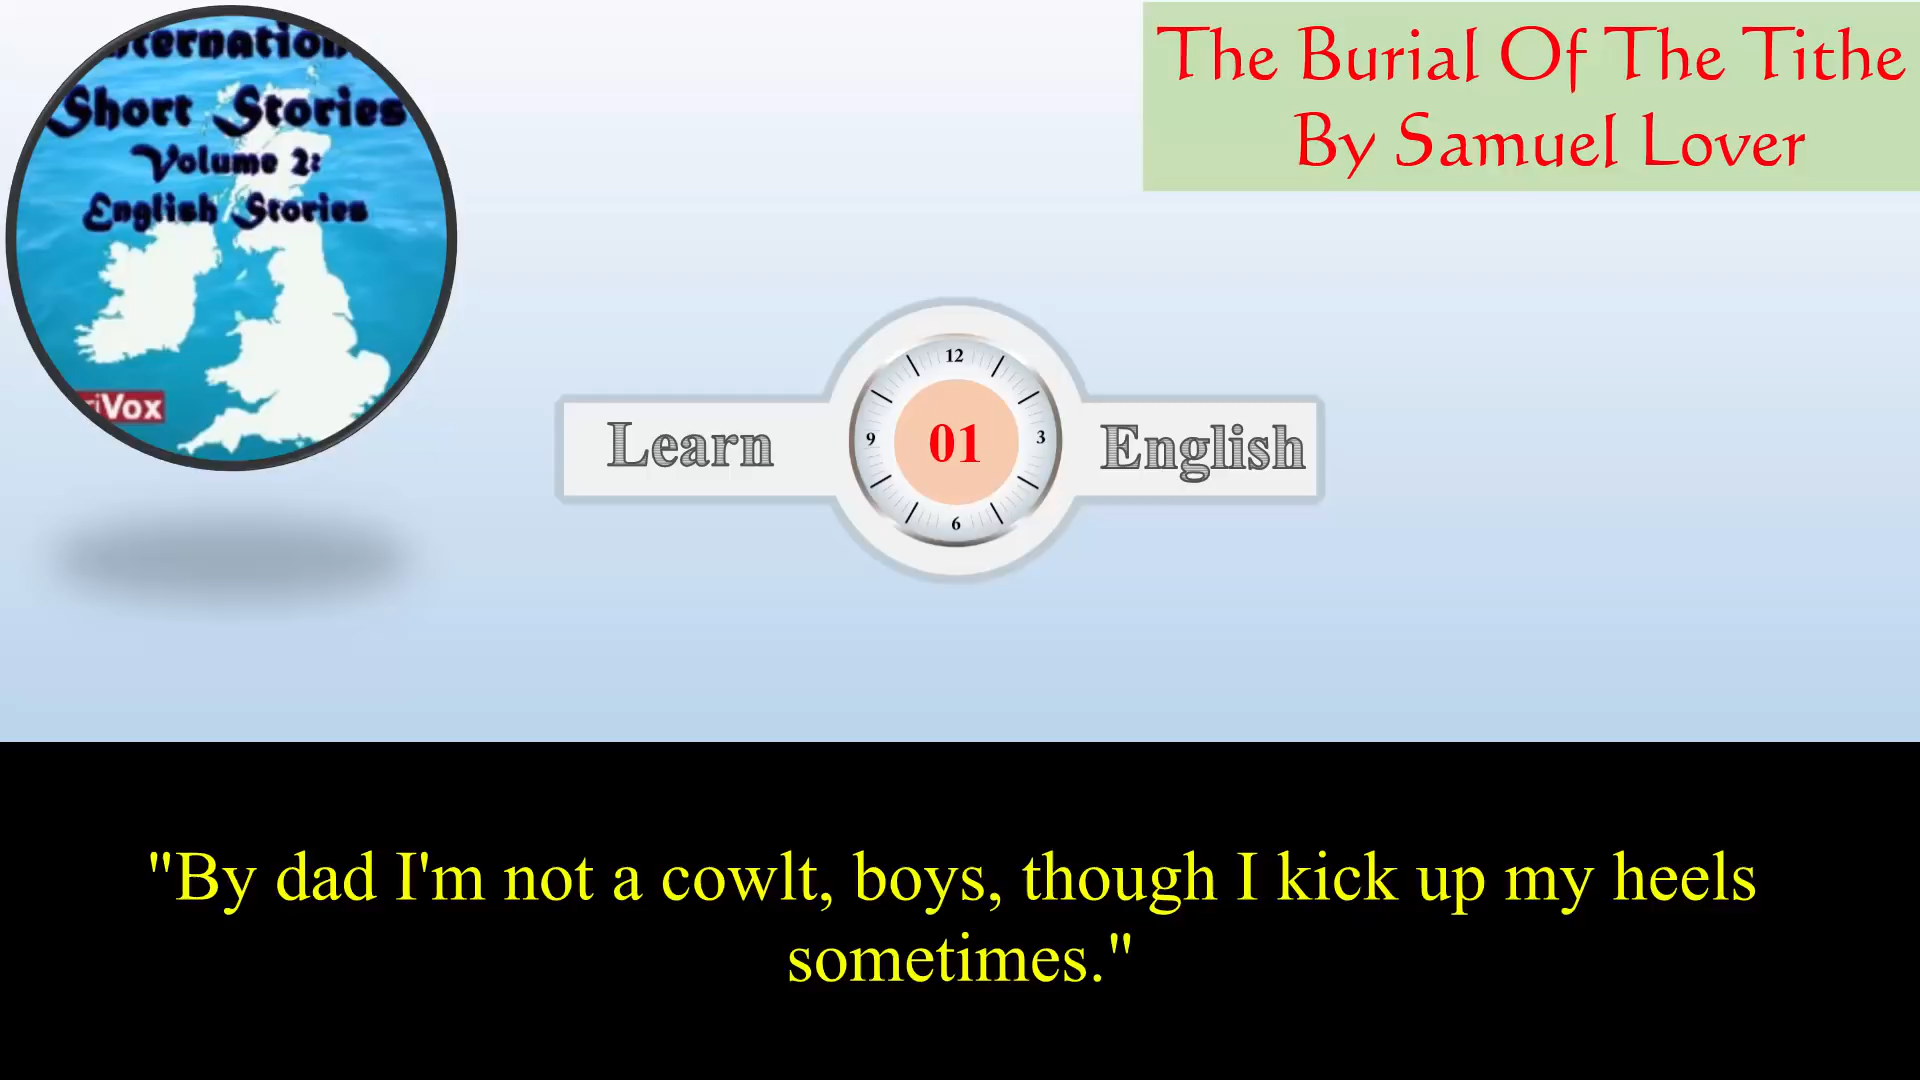 Short Stories
Volume 2:
English Stories
Vox
The Burial Of The Tithe
By Samuel Lover
Learn
English
12
9
01
3
6
"By dad I'm not a cowlt, boys, though I kick up my heels
sometimes."